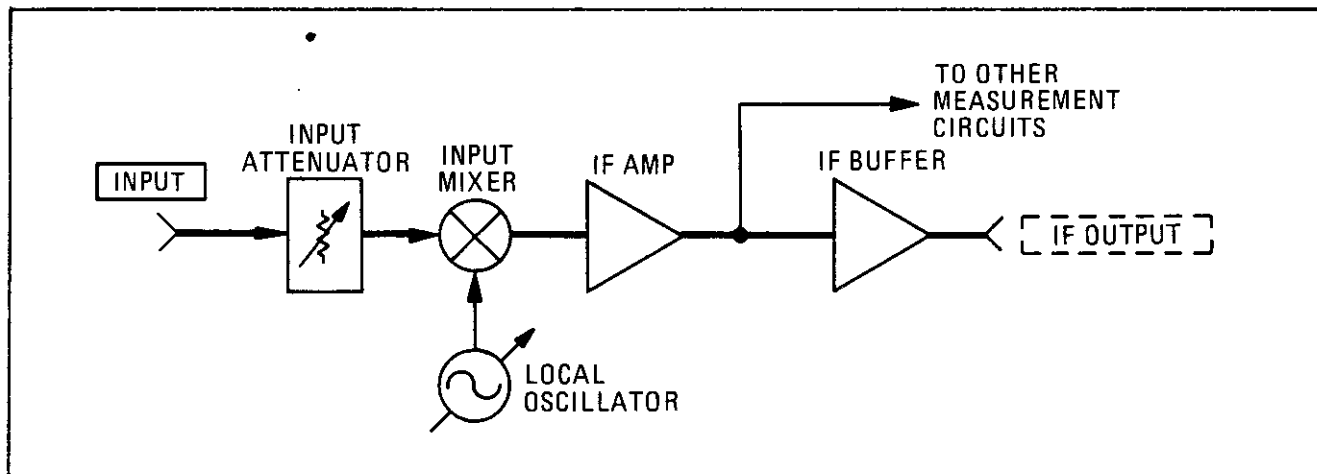 INPUT
INPUT
ATTENUATOR
INPUT
MIXER
LOCAL
OSCILLATOR
IF AMP
TO OTHER
MEASUREMENT
CIRCUITS
IF BUFFER
IF OUTPUT